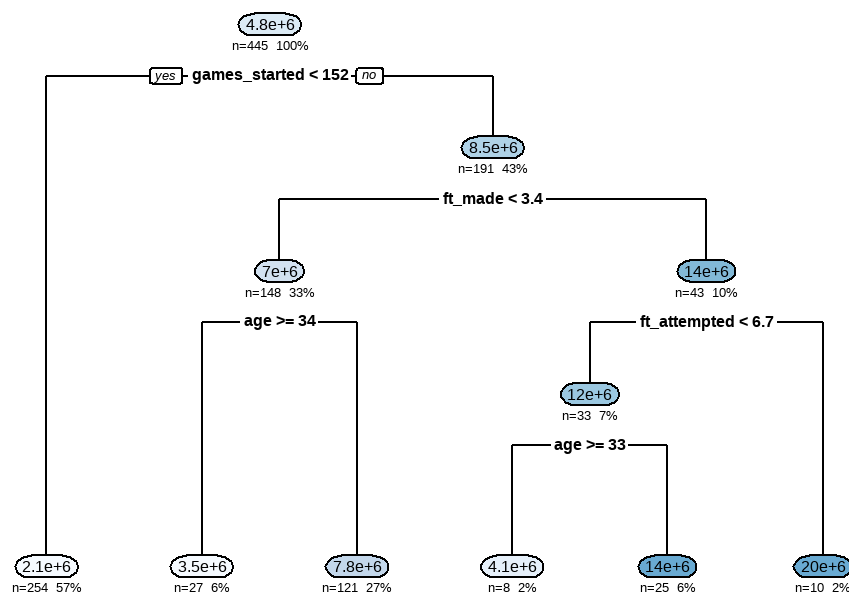 4.8e+6
n=445 100%
yes games_started < 152 no
8.5e+6
n=191 43%
ft_made < 3.4
7e+6 14e+6
n=148 33% n=43 10%
age >= 34 ft_attempted < 6.7
12e+6
n=33 7%
age >= 33
2.1e+6 3.5e+6 7.8e+6 4.1e+6 14e+6 20e+6
n=254 57% n=27 6% n=121 27% n=8 2% n=25 6% n=10 2%